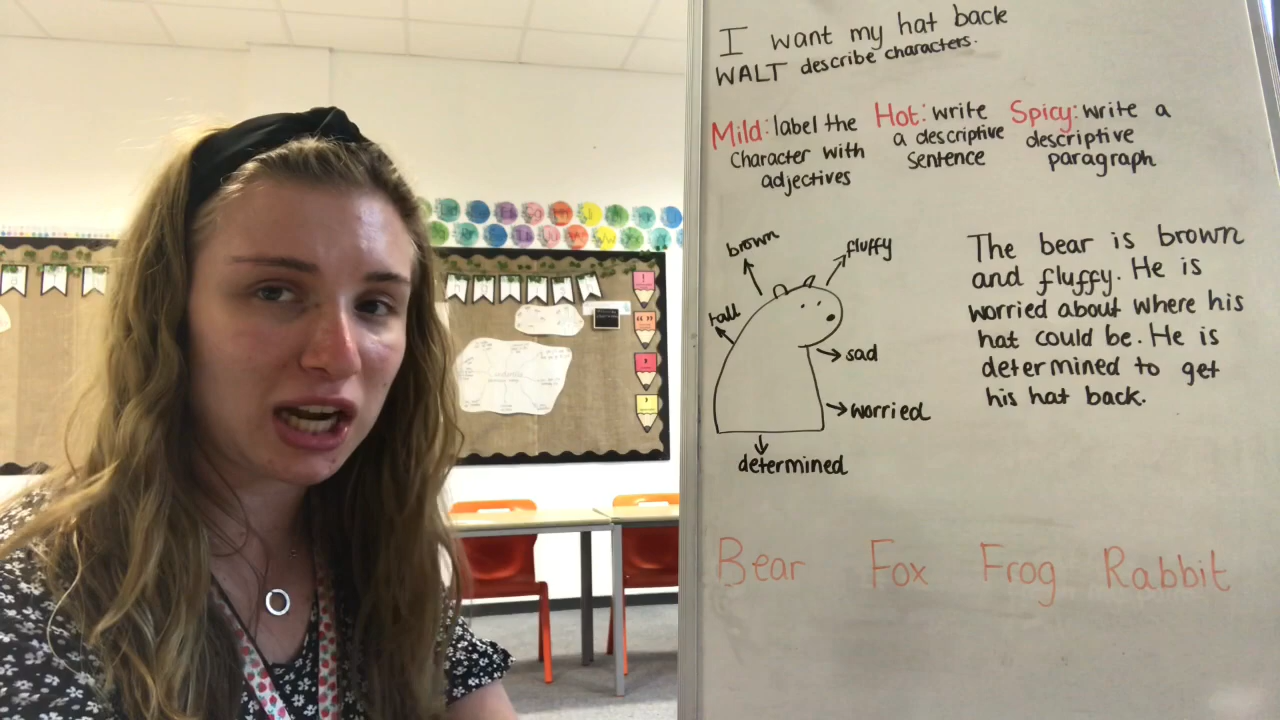 I want my hat back
WALT describe characters.
Mild: label the
character with
adjectives
Hot: write
a descriptive
sentence
Spicy: write a
descriptive
paragraph
brown
fluffy
tall
sad
worried
determined
The bear is brown
and fluffy. He is
worried about where his
hat could be. He is
determined to get
his hat back.
Bear Fox Frog Rabbit